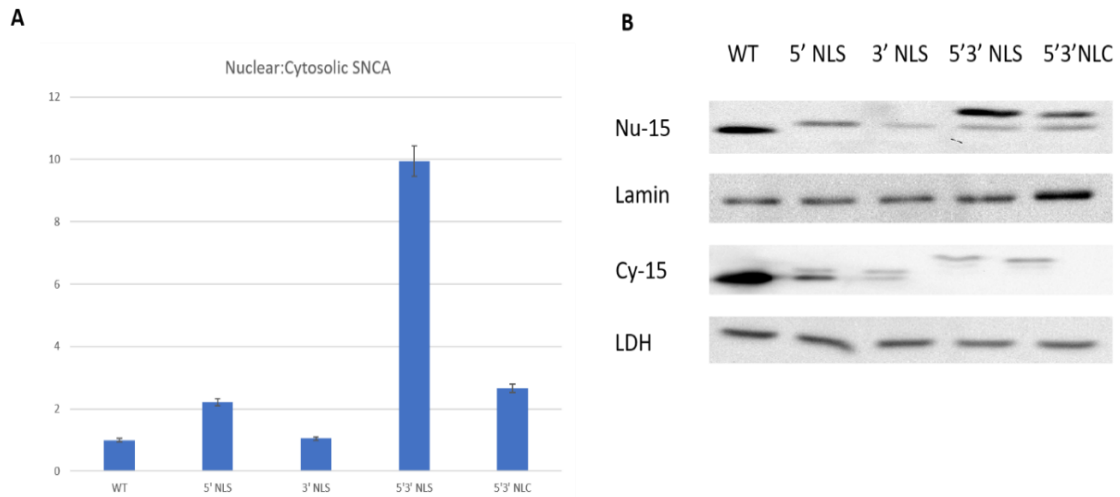 A
Nuclear:Cytosolic SNCA
12
10
8
6
4
2
0
WT 5' NLS 3' NLS 5'3' NLS 5'3' NLC
B
WT 5’ NLS 3’ NLS 5’3’ NLS 5’3’NLC
Nu-15
Lamin
Cy-15
LDH